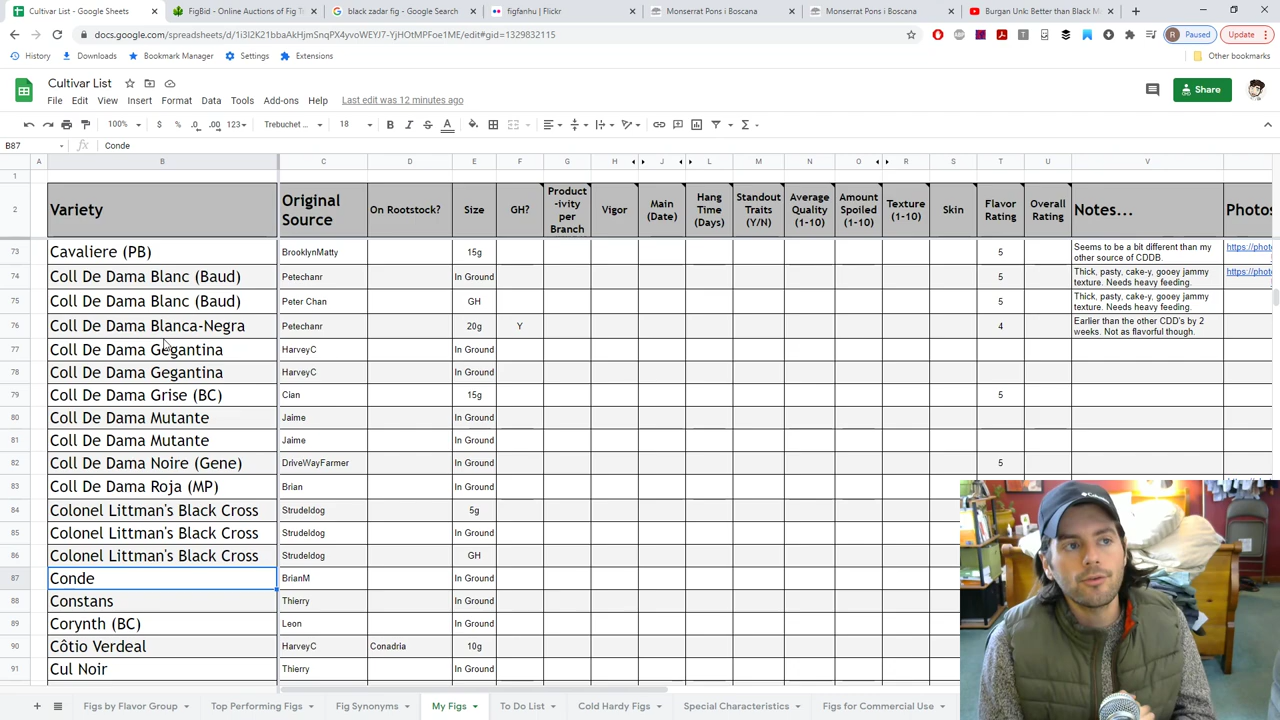 Cultivar List - Google Sheets
FigBid - Online Auctions of Fig T
black zadar fig - Google Search
figfanhu | Flickr
Monserrat Pons i Boscana
Monserrat Pons i Boscana
Burgan Unk: Better than Black M
docs.google.com/spreadsheets/d/1i3I2K21bbaAkHjmSnqPX4yvoWEYJ7-YjHOtMPFoe1ME/edit#gid=1329832115
Paused
Update
History
Downloads
Bookmark Manager
Settings
Extensions
Other bookmarks
Cultivar List
File Edit View Insert Format Data Tools Add-ons Help Last edit was 12 minutes ago
Share
100% $ % .0 .00 123 Trebuchet ... 18 B I S A
B87 fx Conde
A B C D E F G H J L M N O R S T U V
1
2 Variety Original Source On Rootstock? Size GH? Product-ivity per Branch Vigor Main (Date) Hang Time (Days) Standout Traits (Y/N) Average Quality (1-10) Amount Spoiled (1-10) Texture (1-10) Skin Flavor Rating Overall Rating Notes... Photos
73 Cavaliere (PB) BrooklynMatty 15g 5 Seems to be a bit different than my other source of CDDB. https://phot
74 Coll De Dama Blanc (Baud) Petechanr In Ground 5 Thick, pasty, cake-y, gooey jammy texture. Needs heavy feeding. https://phot
75 Coll De Dama Blanc (Baud) Peter Chan GH 5 Thick, pasty, cake-y, gooey jammy texture. Needs heavy feeding.
76 Coll De Dama Blanca-Negra Petechanr 20g Y 4 Earlier than the other CDD's by 2 weeks. Not as flavorful though.
77 Coll De Dama Gegantina HarveyC In Ground
78 Coll De Dama Gegantina HarveyC In Ground
79 Coll De Dama Grise (BC) Cian 15g 5
80 Coll De Dama Mutante Jaime In Ground
81 Coll De Dama Mutante Jaime In Ground
82 Coll De Dama Noire (Gene) DriveWayFarmer In Ground 5
83 Coll De Dama Roja (MP) Brian In Ground
84 Colonel Littman's Black Cross Strudeldog 5g
85 Colonel Littman's Black Cross Strudeldog In Ground
86 Colonel Littman's Black Cross Strudeldog GH
87 Conde BrianM In Ground
88 Constans Thierry In Ground
89 Corynth (BC) Leon In Ground
90 Côtio Verdeal HarveyC Conadria 10g
91 Cul Noir Thierry In Ground
Figs by Flavor Group Top Performing Figs Fig Synonyms My Figs To Do List Cold Hardy Figs Special Characteristics Figs for Commercial Use